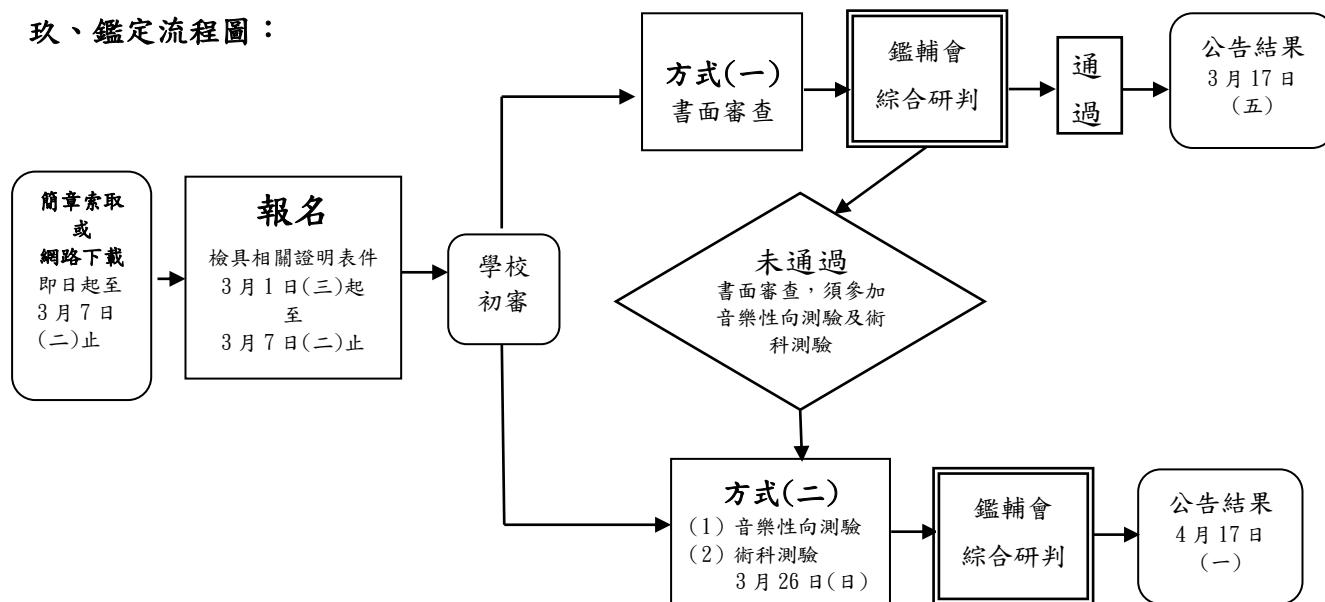 玖、鑑定流程圖：
簡章索取
或
網路下載
即日起至
3月7日
(二)止
報名
檢具相關證明表件
3月1日(三)起
至
3月7日(二)止
學校
初審
方式(一)
書面審查
鑑輔會
綜合研判
通
過
公告結果
3月17日
(五)
未通過
書面審查，須參加
音樂性向測驗及術
科測驗
方式(二)
(1)音樂性向測驗
(2)術科測驗
3月26日(日)
鑑輔會
綜合研判
公告結果
4月17日
(一)